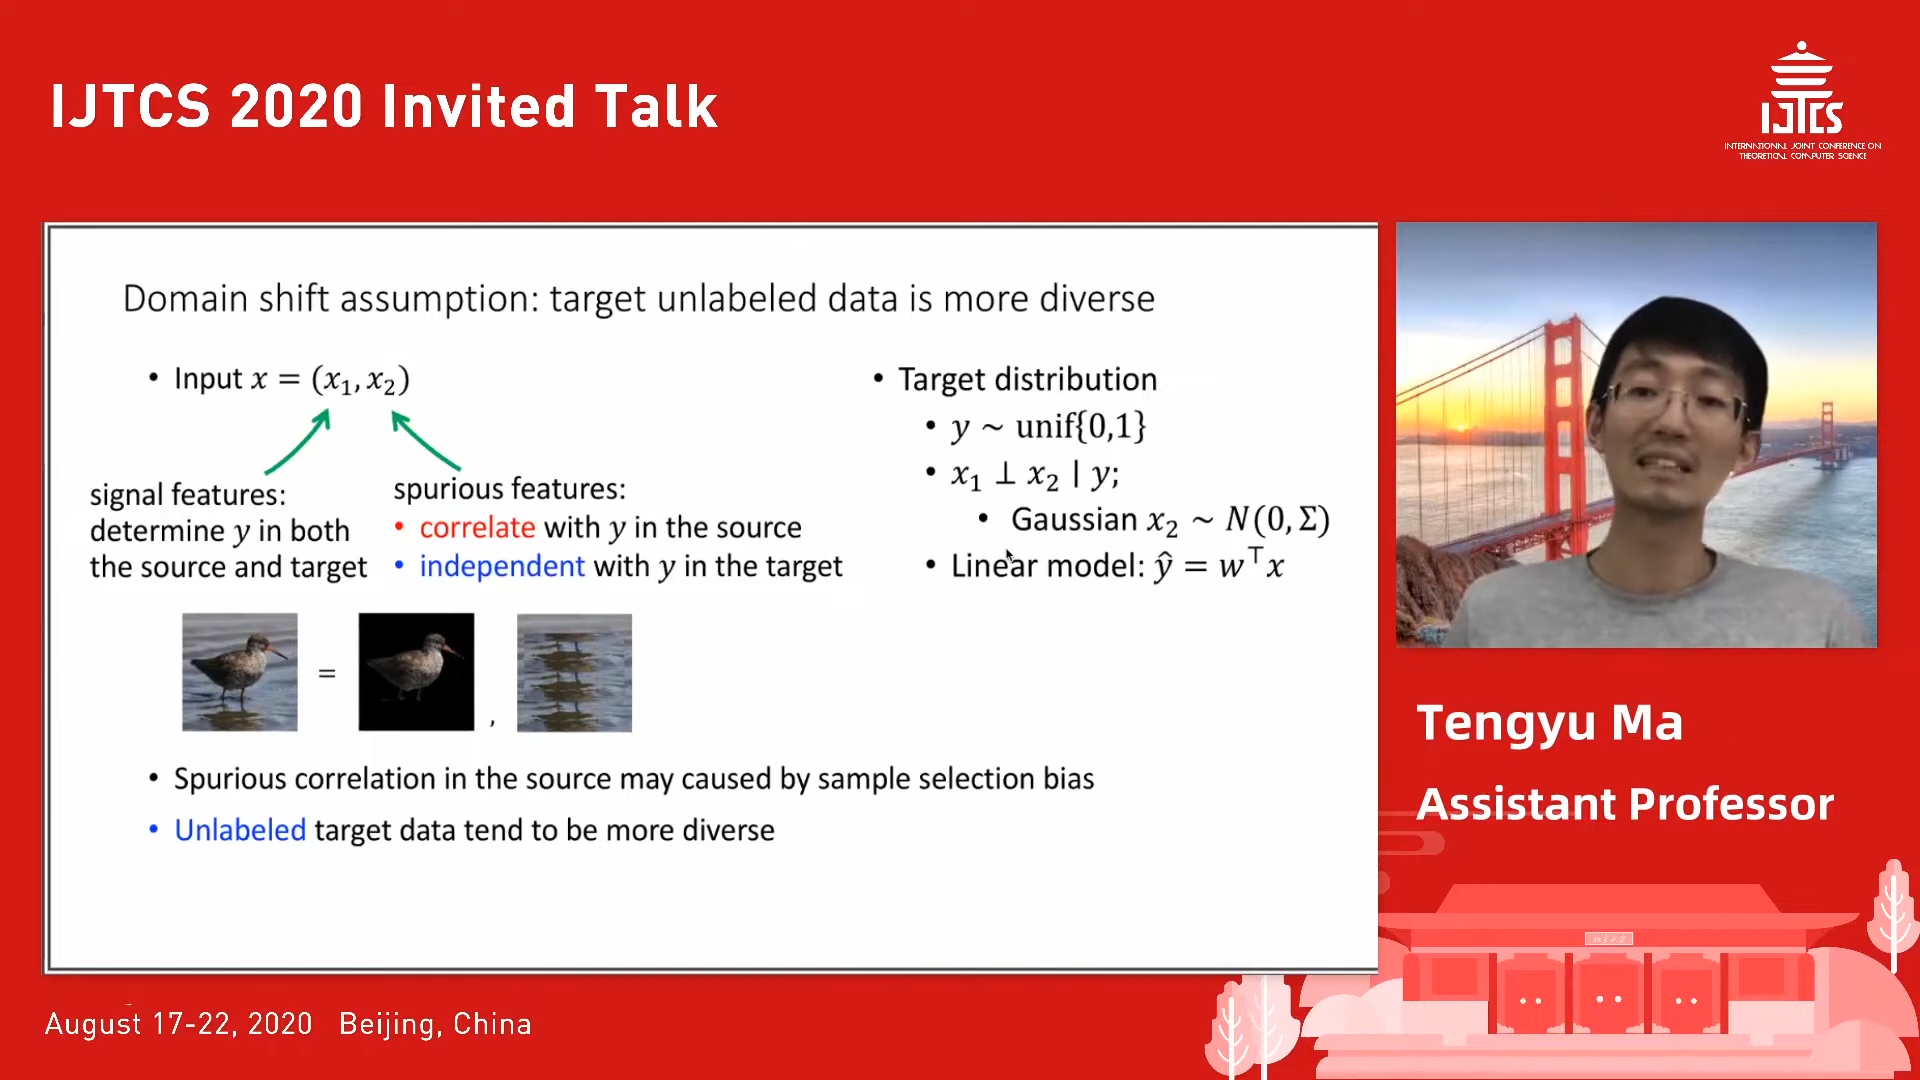 IJTCS 2020 Invited Talk
IJTCS
INTERNATIONAL JOINT CONFERENCE ON
THEORETICAL COMPUTER SCIENCE
Domain shift assumption: target unlabeled data is more diverse
• Input x = (x₁, x₂)
signal features:
determine y in both
the source and target
spurious features:
• correlate with y in the source
• independent with y in the target
= ,
• Spurious correlation in the source may caused by sample selection bias
• Unlabeled target data tend to be more diverse
• Target distribution
• y ~ unif{0,1}
• x₁ ⊥ x₂ | y;
• Gaussian x₂ ~ N(0, Σ)
• Linear model: ŷ = w⊤x
Tengyu Ma
Assistant Professor
August 17-22, 2020 Beijing, China